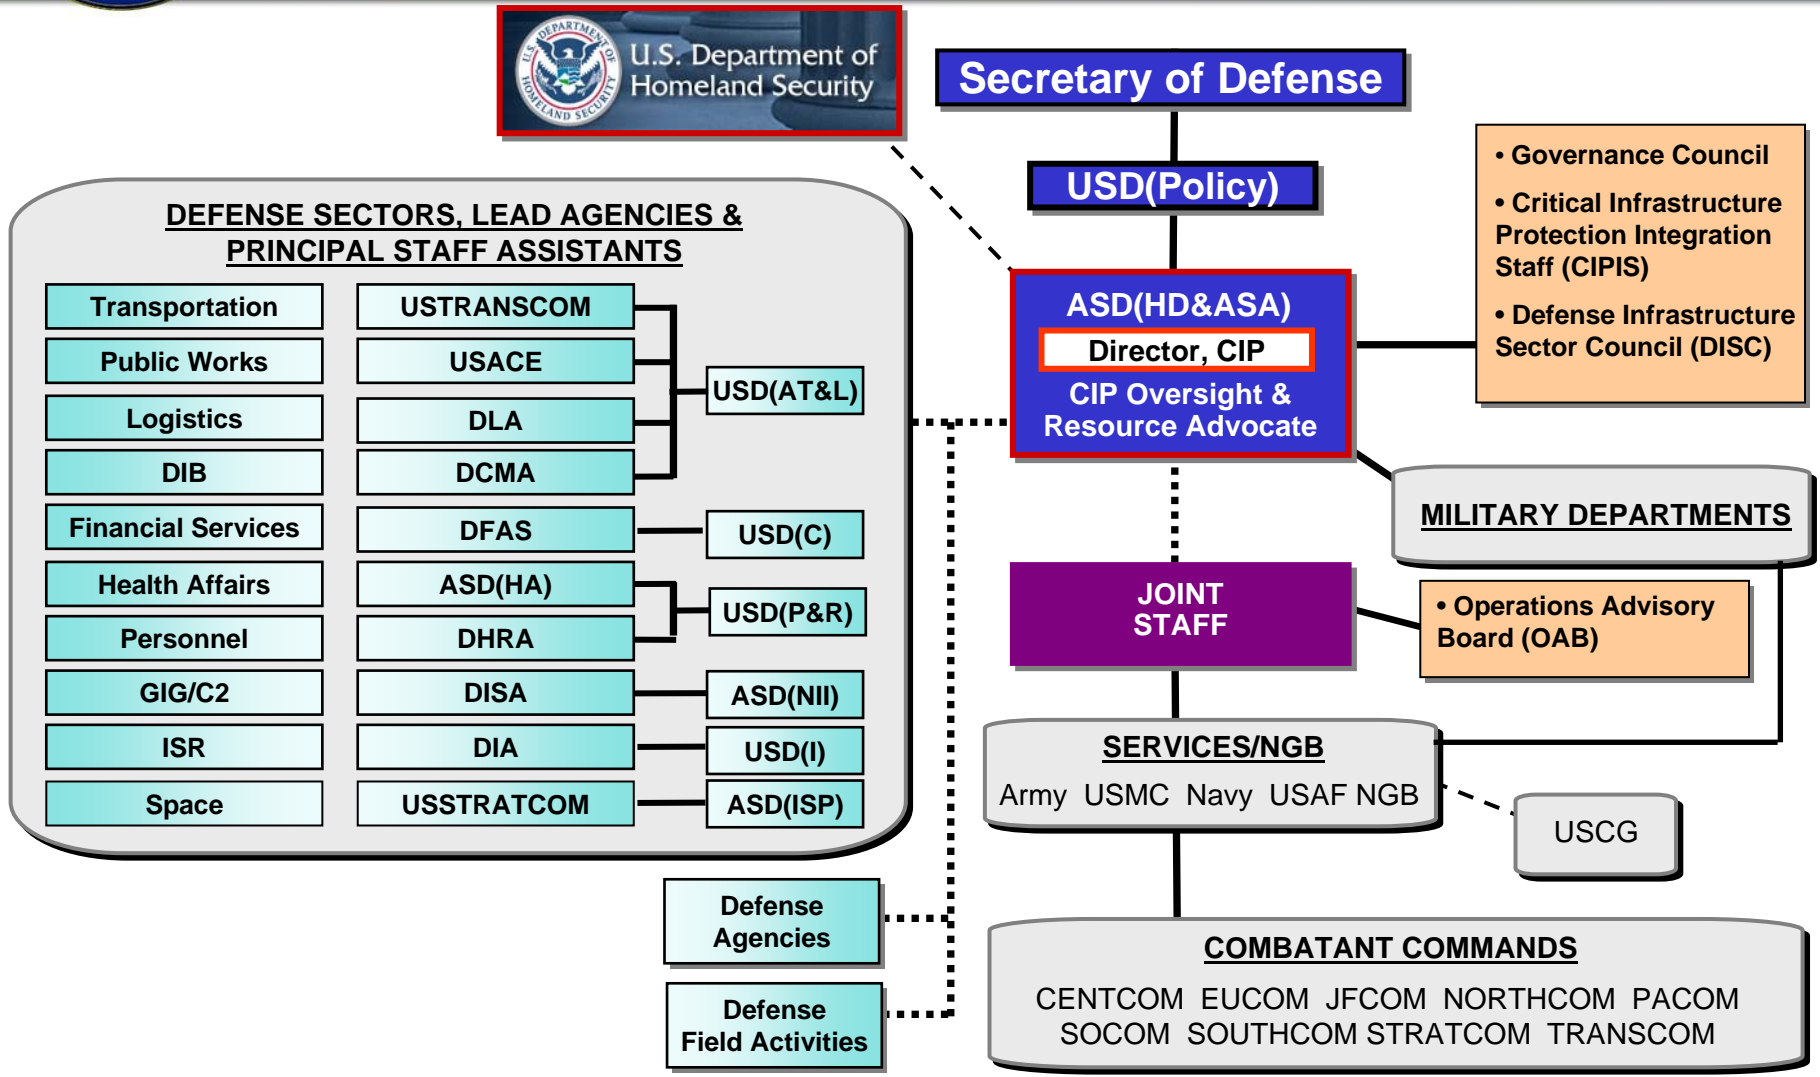 U.S. DEPARTMENT OF
HOMELAND SECURITY
U.S. Department of
Homeland Security
Secretary of Defense
USD(Policy)
• Governance Council
• Critical Infrastructure
Protection Integration
Staff (CIPIS)
• Defense Infrastructure
Sector Council (DISC)
DEFENSE SECTORS, LEAD AGENCIES &
PRINCIPAL STAFF ASSISTANTS
Transportation
USTRANSCOM
Public Works
USACE
USD(AT&L)
Logistics
DLA
DIB
DCMA
Financial Services
DFAS
USD(C)
Health Affairs
ASD(HA)
USD(P&R)
Personnel
DHRA
GIG/C2
DISA
ASD(NII)
ISR
DIA
USD(I)
Space
USSTRATCOM
ASD(ISP)
ASD(HD&ASA)
Director, CIP
CIP Oversight &
Resource Advocate
MILITARY DEPARTMENTS
JOINT
STAFF
• Operations Advisory
Board (OAB)
SERVICES/NGB
Army USMC Navy USAF NGB
USCG
Defense
Agencies
Defense
Field Activities
COMBATANT COMMANDS
CENTCOM EUCOM JFCOM NORTHCOM PACOM
SOCOM SOUTHCOM STRATCOM TRANSCOM